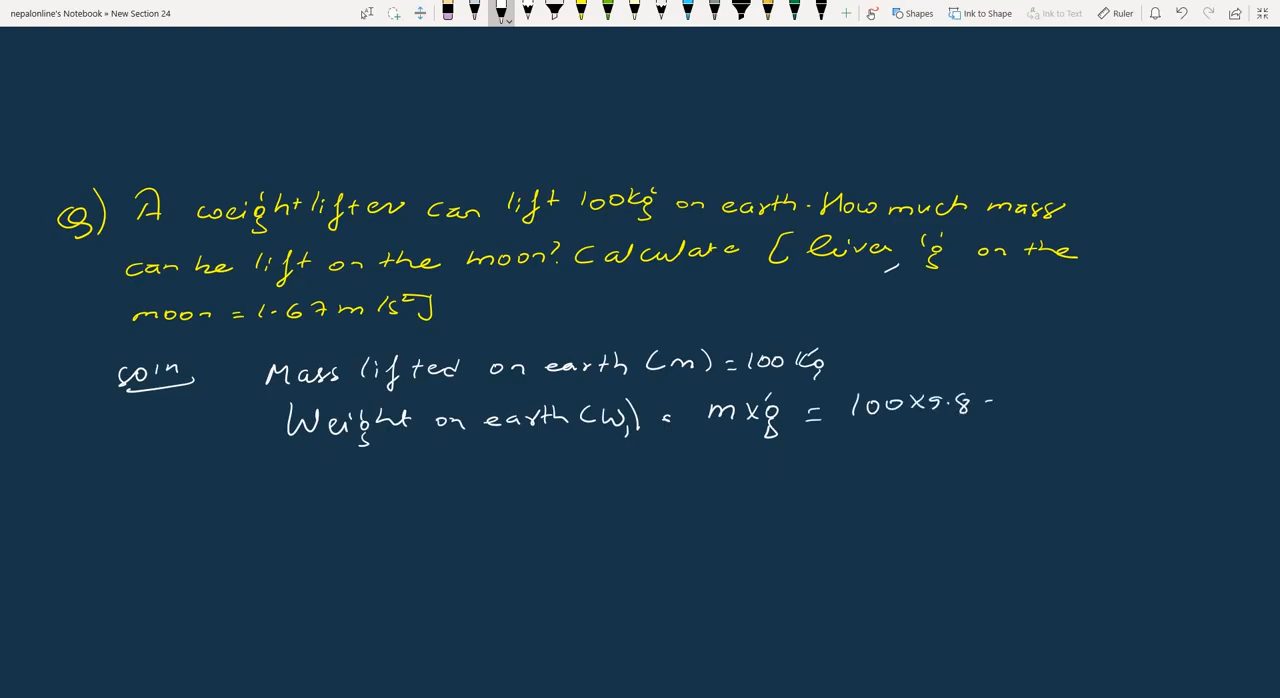 nepalonline's Notebook » New Section 24
Shapes Ink to Shape Ink to Text Ruler
Q) A weightlifter can lift 100kg on earth. How much mass
can he lift on the moon? Calculate [Given, 'g' on the
moon = 1.67 m/s²]
Soln Mass lifted on earth (m) = 100 Kg
Weight on earth (W₁) = m×g = 100×9.8 =